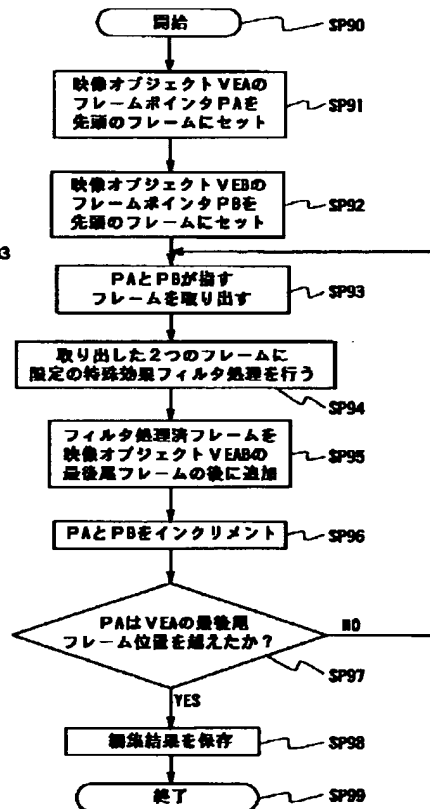 開始
SP90
映像オブジェクトVEAの
フレームポインタPAを
先頭のフレームにセット
SP91
映像オブジェクトVEBの
フレームポインタPBを
先頭のフレームにセット
SP92
3
PAとPBが指す
フレームを取り出す
SP93
取り出した2つのフレームに
限定の特殊効果フィルタ処理を行う
SP94
フィルタ処理済フレームを
映像オブジェクトVEABの
最後尾フレームの後に追加
SP95
PAとPBをインクリメント
SP96
PAはVEAの最後尾
フレーム位置を越えたか?
NO
SP97
YES
編集結果を保存
SP98
終了
SP99